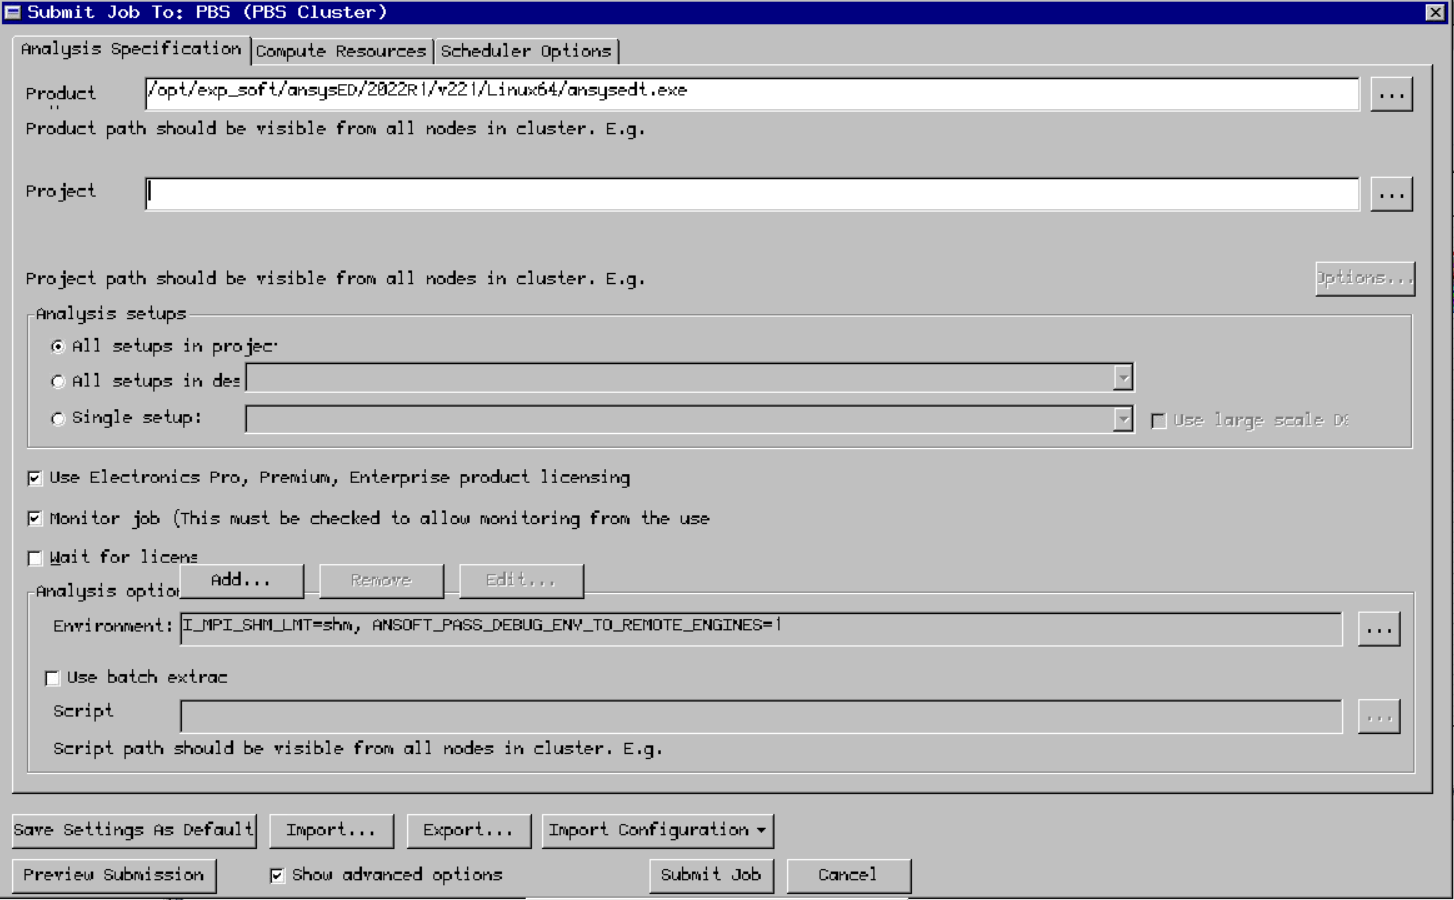 Submit Job To: PBS (PBS Cluster)
Analysis Specification Compute Resources Scheduler Options
Product /opt/exp_soft/ansysED/2022R1/v221/Linux64/ansysedt.exe ...
Product path should be visible from all nodes in cluster. E.g.
Project ...
Project path should be visible from all nodes in cluster. E.g. Options...
Analysis setups
All setups in projec
All setups in des
Single setup: Use large scale DS
Use Electronics Pro, Premium, Enterprise product licensing
Monitor job (This must be checked to allow monitoring from the use
Wait for licens
Add... Remove Edit...
Analysis option
Environment: I_MPI_SHM_LMT=shm, ANSOFT_PASS_DEBUG_ENV_TO_REMOTE_ENGINES=1 ...
Use batch extrac
Script ...
Script path should be visible from all nodes in cluster. E.g.
Save Settings As Default Import... Export... Import Configuration
Preview Submission Show advanced options Submit Job Cancel